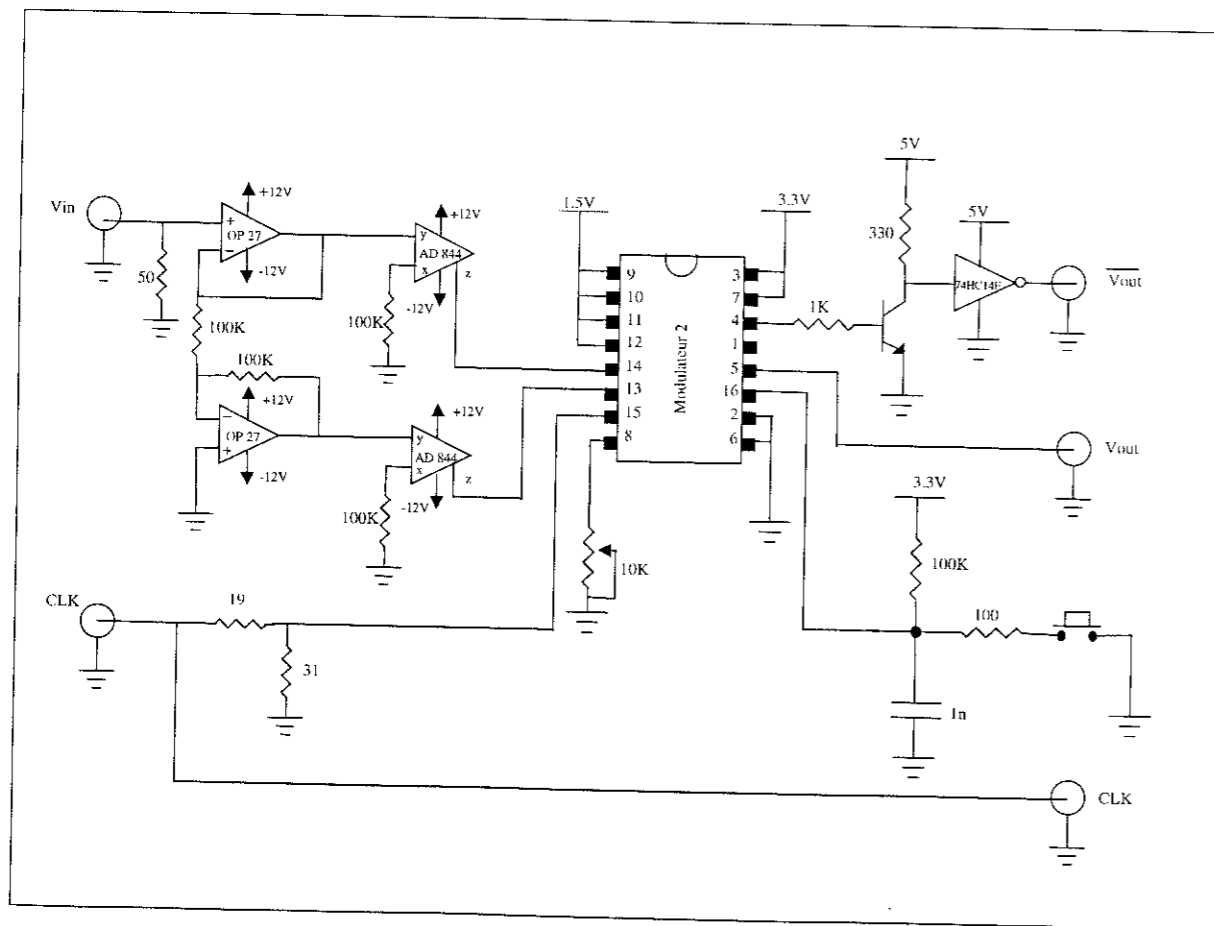 5V
Vin
+12V
+
OP 27
−
-12V
50
+12V
y
AD 844
x
z
-12V
1.5V
3.3V
330
5V
74HC14E
Vout
100K
100K
100K
+12V
−
OP 27
+
-12V
+12V
y
AD 844
x
z
-12V
100K
9
10
11
12
14
13
15
8
Modulateur 2
3
7
4
1
5
16
2
6
1K
Vout
3.3V
100K
10K
100
1n
CLK
19
31
CLK